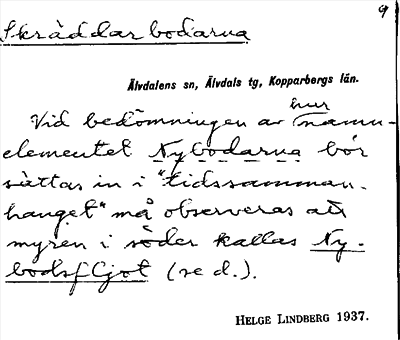 9
Skräddarbodarna
Älvdalens sn, Älvdals tg, Kopparbergs län.
hur
Vid bedömningen av namn-
elementet Nybodarna bör
sättas in i "tidssamman-
hanget" må observeras att
myren i söder kallas Ny-
bodsfljot (se d.).
HELGE LINDBERG 1937.